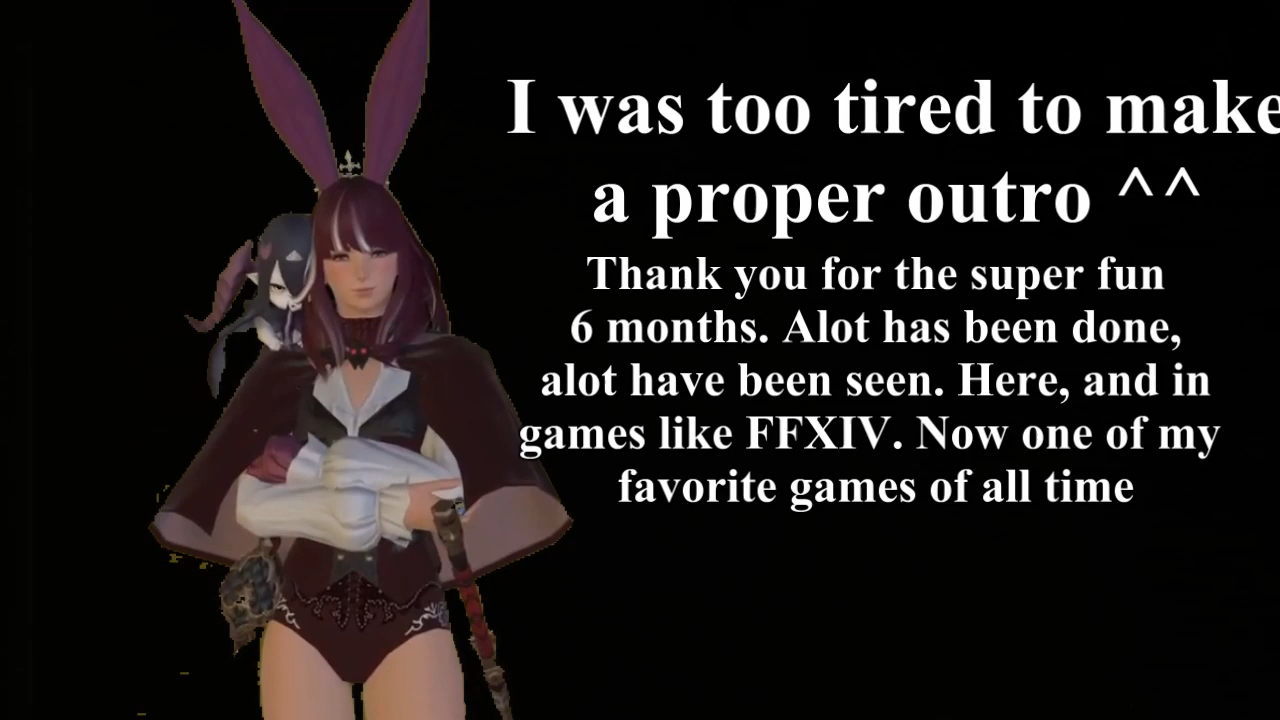 I was too tired to make
a proper outro ^^
Thank you for the super fun
6 months. Alot has been done,
alot have been seen. Here, and in
games like FFXIV. Now one of my
favorite games of all time